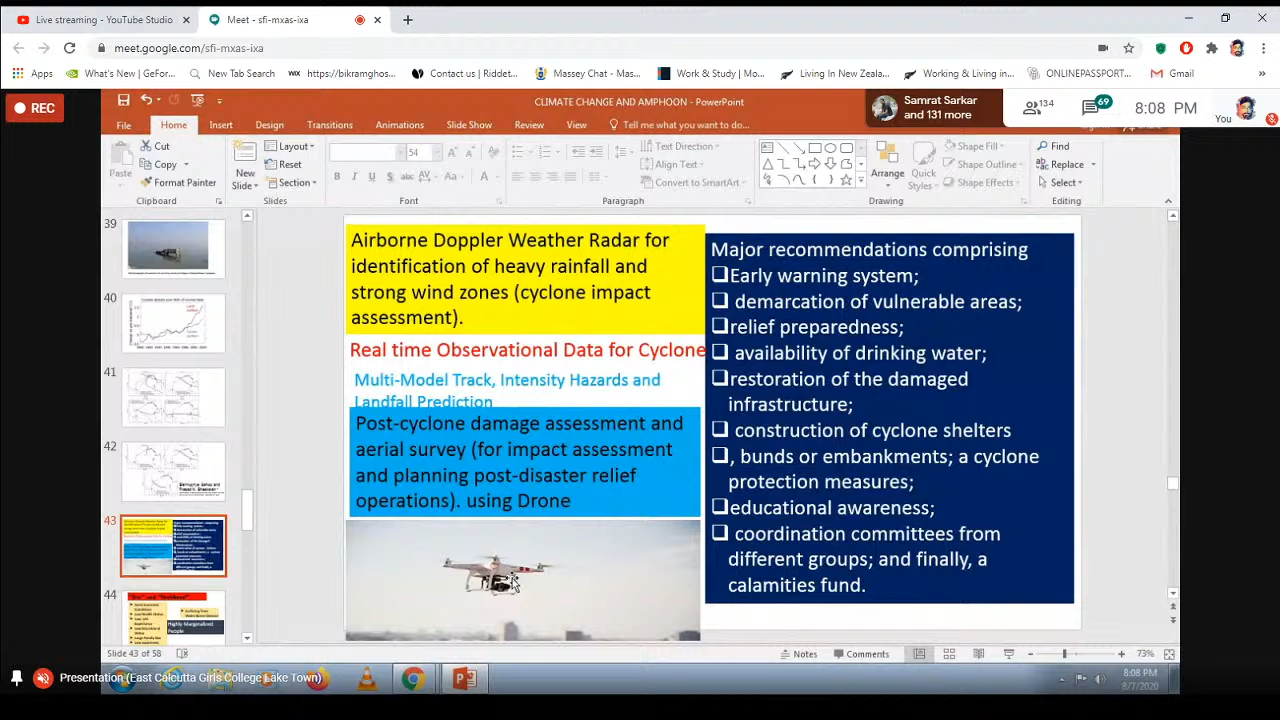 Live streaming - YouTube Studio
Meet - sfi-mxas-ixa
meet.google.com/sfi-mxas-ixa
Apps
What's New | GeFor...
New Tab Search
https://bikramghos...
Contact us | Riddet...
Massey Chat - Mas...
Work & Study | Mo...
Living In New Zeala...
Working & Living in...
ONLINEPASSPORT...
Gmail
REC
CLIMATE CHANGE AND AMPHOON - PowerPoint
Samrat Sarkar
and 131 more
134
69
8:08 PM
You
File
Home
Insert
Design
Transitions
Animations
Slide Show
Review
View
Tell me what you want to do...
Paste
Cut
Copy
Format Painter
Clipboard
New
Slide
Layout
Reset
Section
Slides
54
Font
Text Direction
Align Text
Convert to SmartArt
Paragraph
Arrange
Quick
Styles
Shape Fill
Shape Outline
Shape Effects
Drawing
Find
Replace
Select
Editing
39
40
41
42
43
44
Airborne Doppler Weather Radar for
identification of heavy rainfall and
strong wind zones (cyclone impact
assessment).
Real time Observational Data for Cyclone
Multi-Model Track, Intensity Hazards and
Landfall Prediction
Post-cyclone damage assessment and
aerial survey (for impact assessment
and planning post-disaster relief
operations). using Drone
Major recommendations comprising
❑Early warning system;
❑ demarcation of vulnerable areas;
❑relief preparedness;
❑ availability of drinking water;
❑restoration of the damaged
infrastructure;
❑ construction of cyclone shelters
❑, bunds or embankments; a cyclone
protection measures;
❑educational awareness;
❑ coordination committees from
different groups, and finally, a
calamities fund.
Highly Marginalized
People
Slide 43 of 58
Notes
Comments
73%
Presentation (East Calcutta Girls College Lake Town)
8:08 PM
8/7/2020